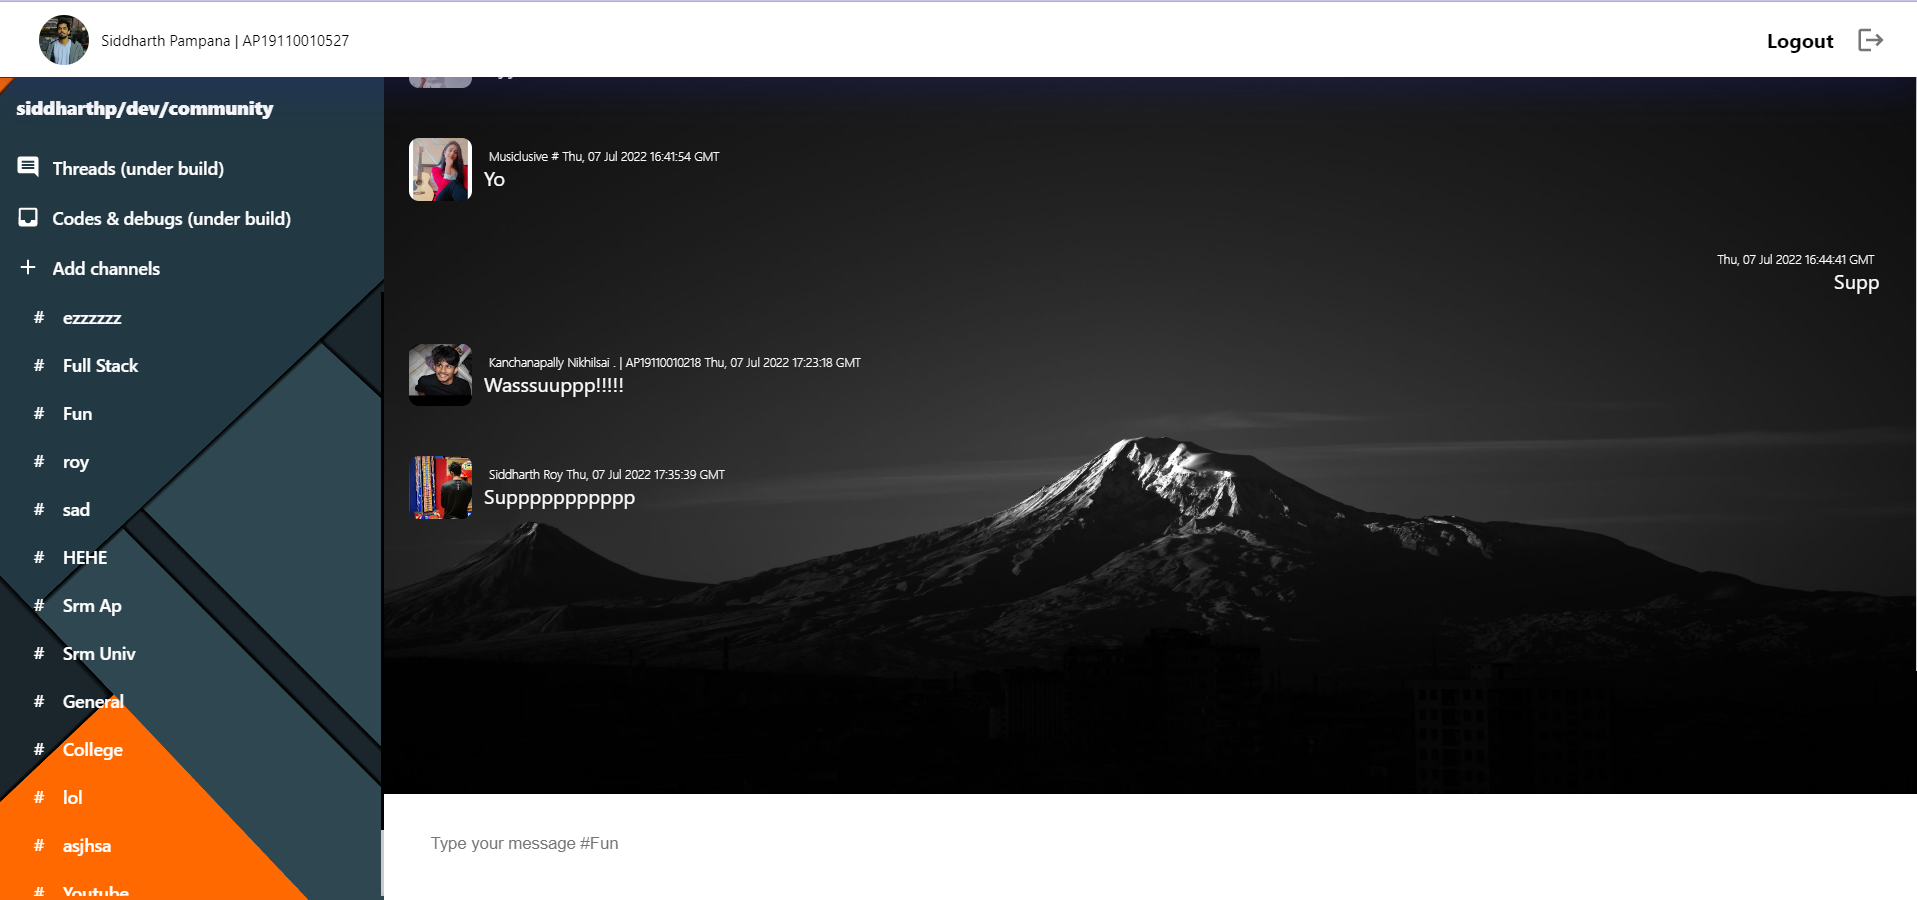 Siddharth Pampana | AP19110010527
Logout
siddharthp/dev/community
Threads (under build)
Codes & debugs (under build)
Add channels
# ezzzzzz
# Full Stack
# Fun
# roy
# sad
# HEHE
# Srm Ap
# Srm Univ
# General
# College
# lol
# asjhsa
# Youtube
Musiclusive # Thu, 07 Jul 2022 16:41:54 GMT
Yo
Thu, 07 Jul 2022 16:44:41 GMT
Supp
Kanchanapally Nikhilsai . | AP19110010218 Thu, 07 Jul 2022 17:23:18 GMT
Wasssuuppp!!!!!
Siddharth Roy Thu, 07 Jul 2022 17:35:39 GMT
Supppppppppppp
Type your message #Fun